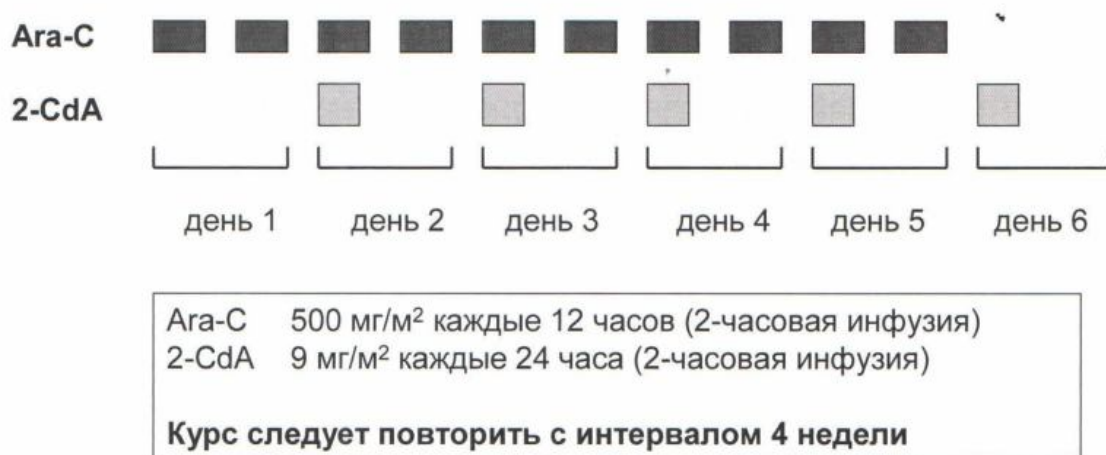 Ara-C
2-CdA
день 1 день 2 день 3 день 4 день 5 день 6
Ara-C 500 мг/м² каждые 12 часов (2-часовая инфузия)
2-CdA 9 мг/м² каждые 24 часа (2-часовая инфузия)
Курс следует повторить с интервалом 4 недели